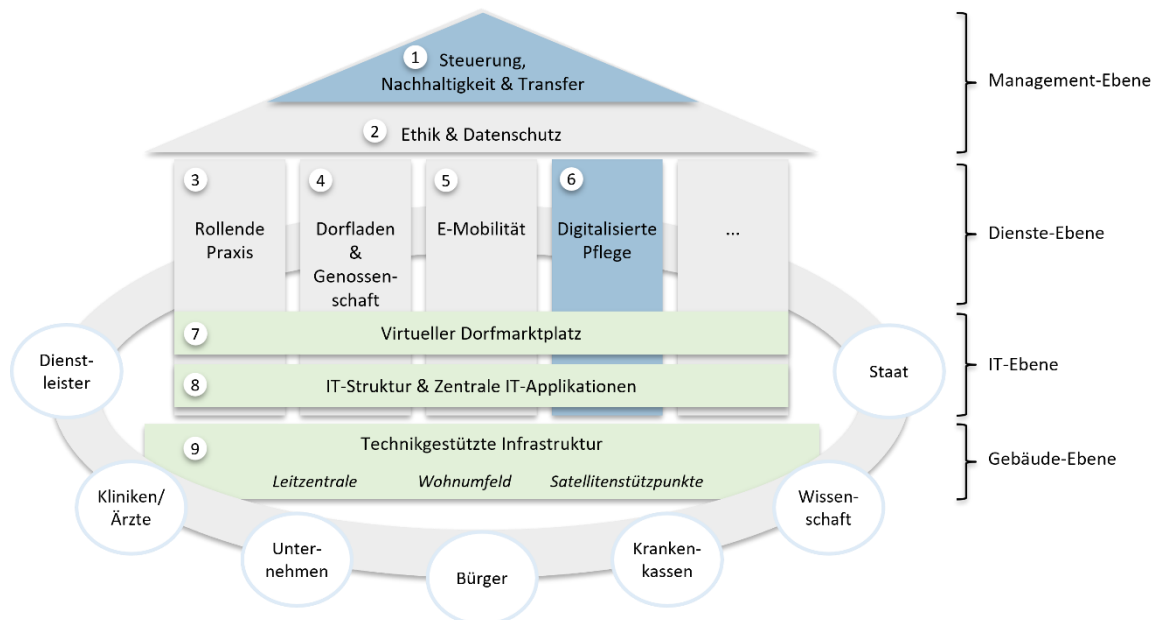 1
Steuerung,
Nachhaltigkeit & Transfer
Management-Ebene
2
Ethik & Datenschutz
3
Rollende
Praxis
4
Dorfladen
&
Genossen-
schaft
5
E-Mobilität
6
Digitalisierte
Pflege
...
Dienste-Ebene
7
Virtueller Dorfmarktplatz
8
IT-Struktur & Zentrale IT-Applikationen
IT-Ebene
9
Technikgestützte Infrastruktur
Leitzentrale
Wohnumfeld
Satellitenstützpunkte
Gebäude-Ebene
Dienst-
leister
Kliniken/
Ärzte
Unter-
nehmen
Bürger
Kranken-
kassen
Wissen-
schaft
Staat